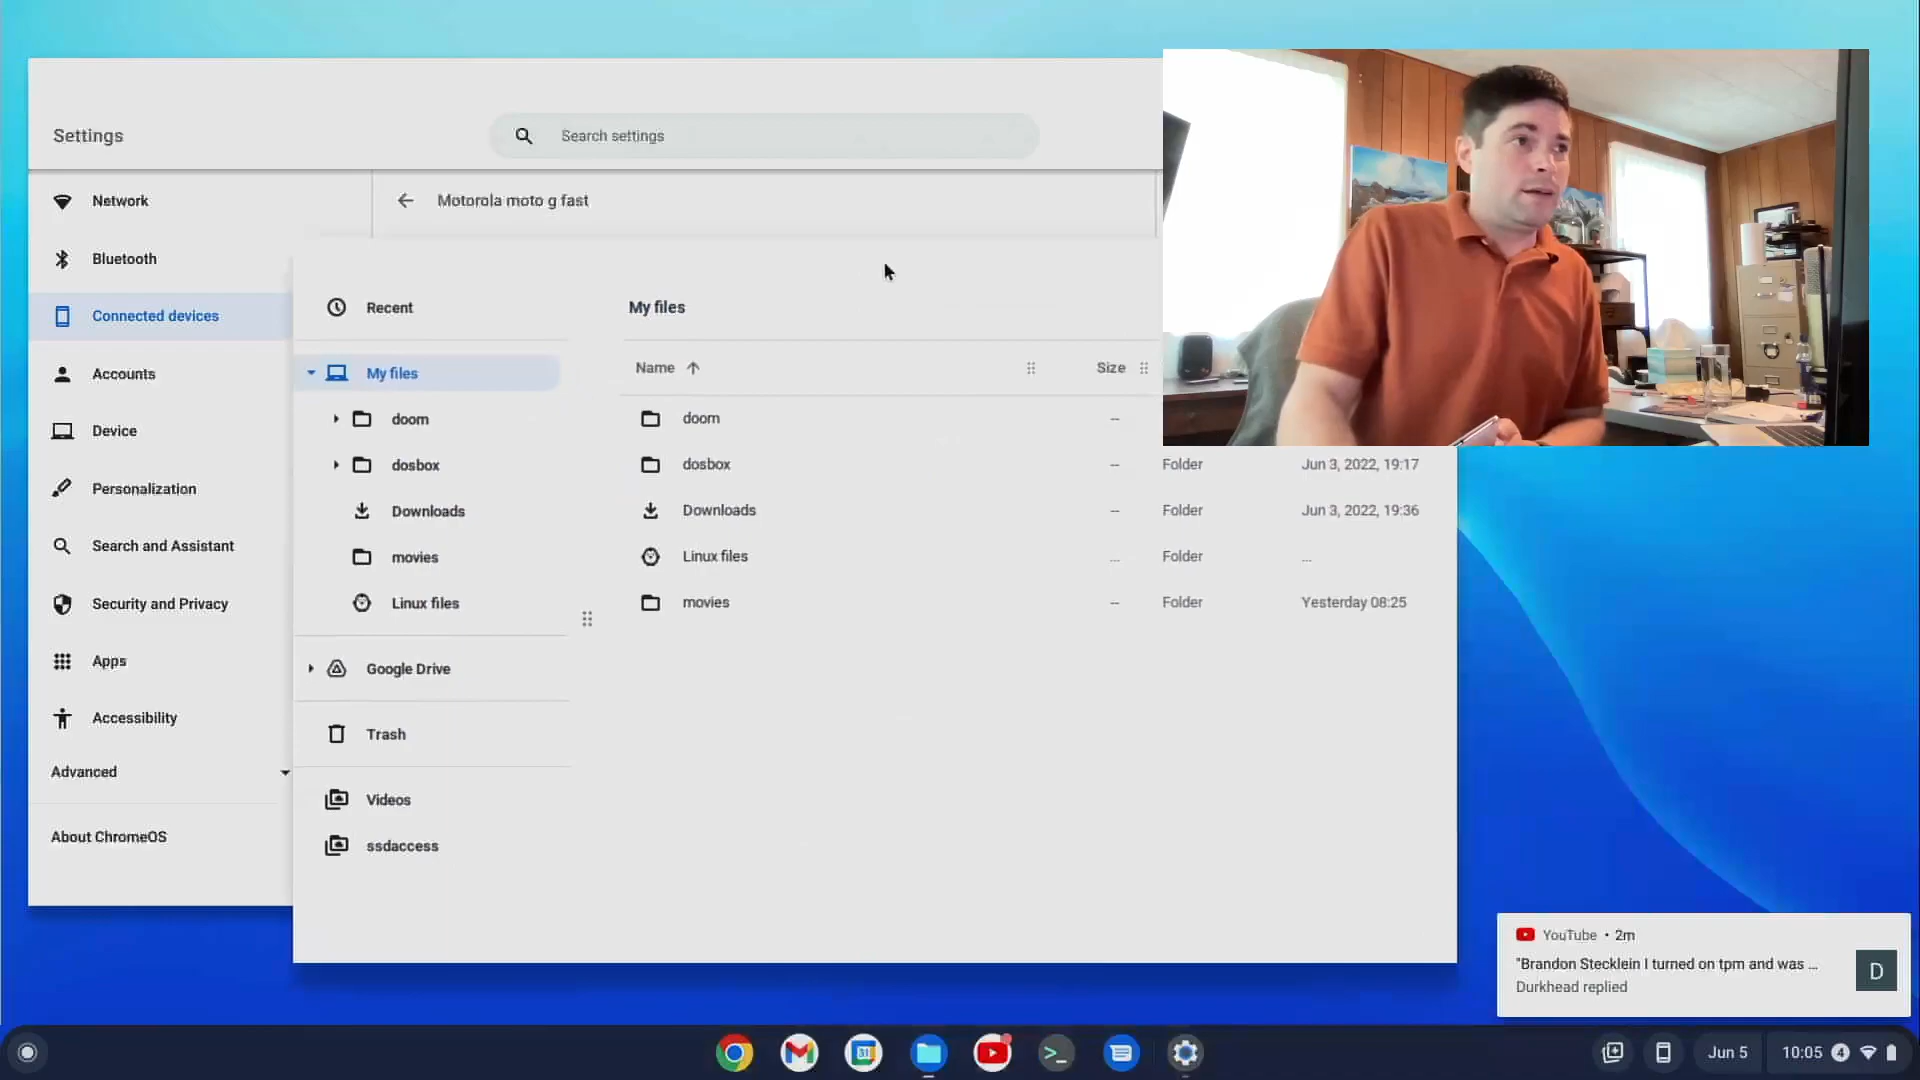 Settings
Search settings
Network
Motorola moto g fast
Bluetooth
Connected devices
Accounts
Device
Personalization
Search and Assistant
Security and Privacy
Apps
Accessibility
Advanced
About ChromeOS
Recent
My files
doom
dosbox
Downloads
movies
Linux files
Google Drive
Trash
Videos
ssdaccess
My files
Name Size
doom --
dosbox -- Folder Jun 3, 2022, 19:17
Downloads -- Folder Jun 3, 2022, 19:36
Linux files ... Folder ...
movies -- Folder Yesterday 08:25
YouTube • 2m
"Brandon Stecklein I turned on tpm and was ...
Durkhead replied
D
31
>_
Jun 5
10:05 4